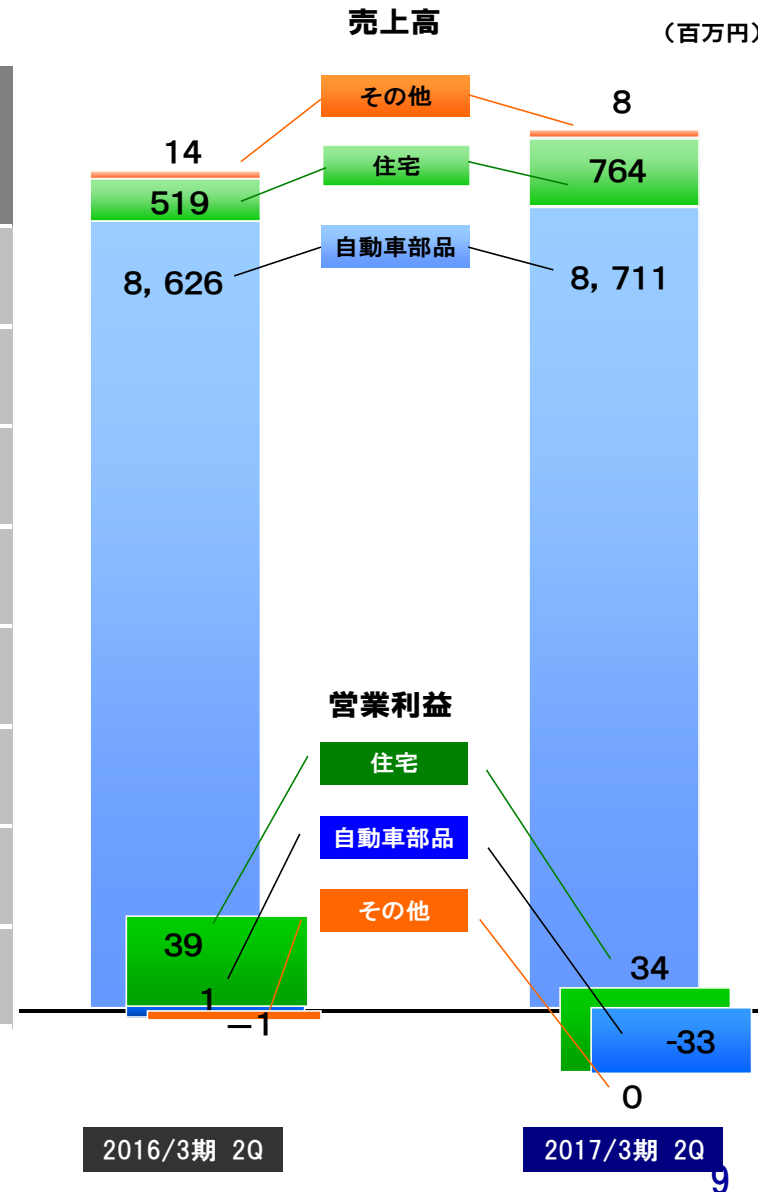 売上高
（百万円）
その他
14
8
住宅
519
764
自動車部品
8，626
8，711
営業利益
住宅
自動車部品
その他
39
1
－1
34
-33
0
2016/3期 2Q
2017/3期 2Q
9